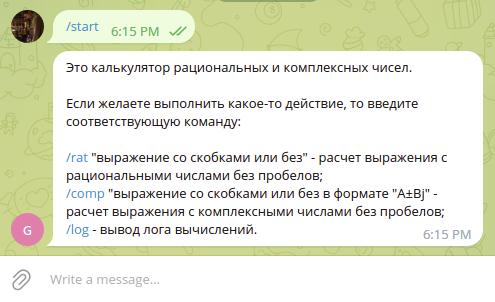 /start 6:15 PM
Это калькулятор рациональных и комплексных чисел.
Если желаете выполнить какое-то действие, то введите
соответствующую команду:
/rat "выражение со скобками или без" - расчет выражения с
рациональными числами без пробелов;
/comp "выражение со скобками или без в формате "A±Bj" -
расчет выражения с комплексными числами без пробелов;
/log - вывод лога вычислений.
G
6:15 PM
Write a message...